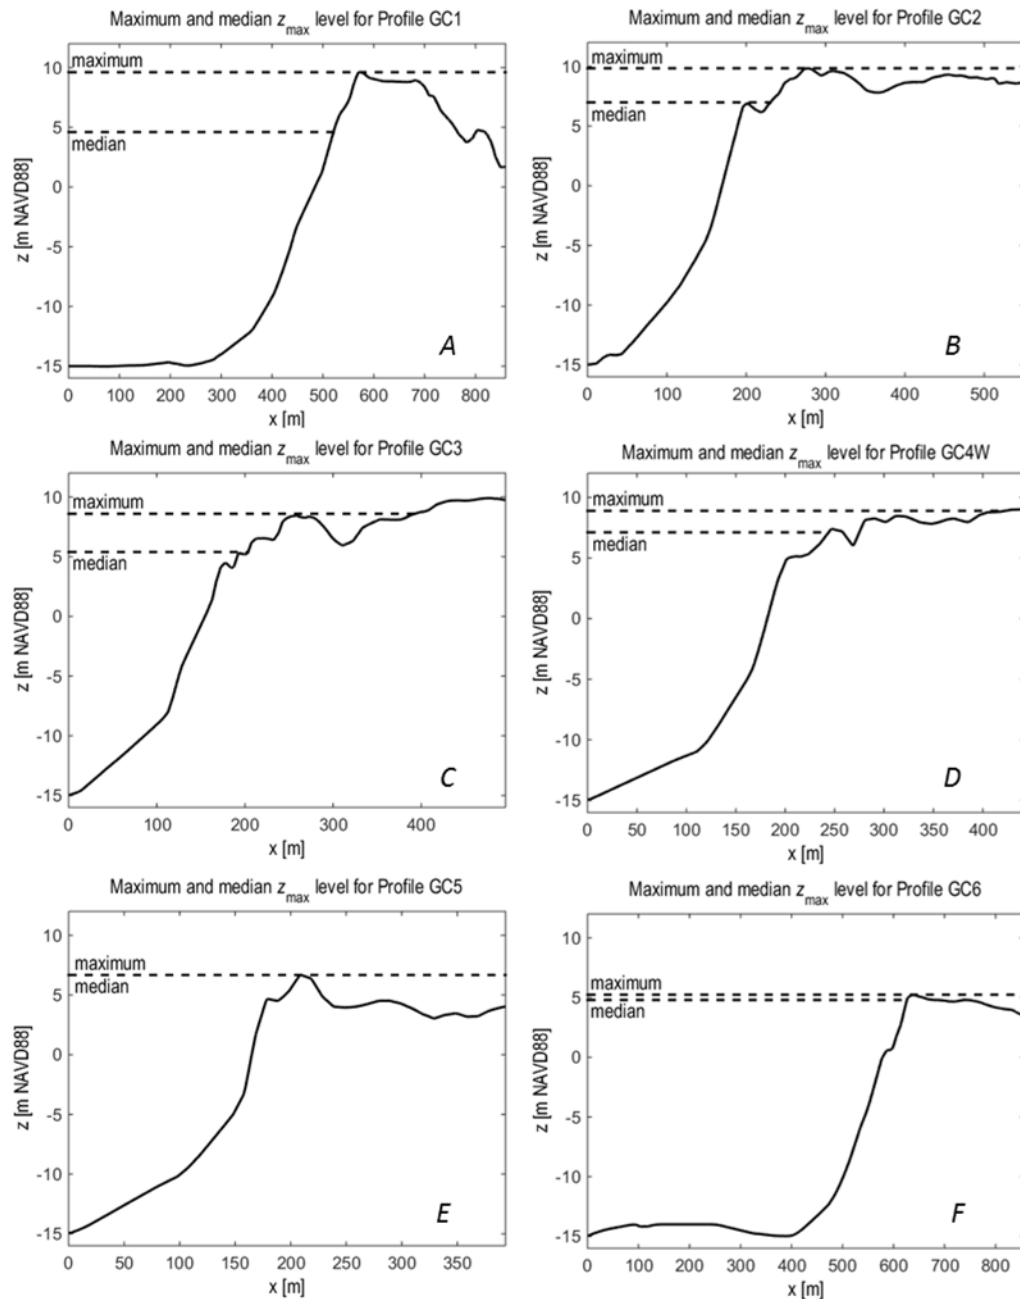 Maximum and median z_max level for Profile GC1
10
5
0
-5
-10
-15
z [m NAVD88]
maximum
median
A
0 100 200 300 400 500 600 700 800
x [m]
Maximum and median z_max level for Profile GC2
10
5
0
-5
-10
-15
z [m NAVD88]
maximum
median
B
0 100 200 300 400 500
x [m]
Maximum and median z_max level for Profile GC3
10
5
0
-5
-10
-15
z [m NAVD88]
maximum
median
C
0 100 200 300 400
x [m]
Maximum and median z_max level for Profile GC4W
10
5
0
-5
-10
-15
z [m NAVD88]
maximum
median
D
0 50 100 150 200 250 300 350 400
x [m]
Maximum and median z_max level for Profile GC5
10
5
0
-5
-10
-15
z [m NAVD88]
maximum
median
E
0 50 100 150 200 250 300 350
x [m]
Maximum and median z_max level for Profile GC6
10
5
0
-5
-10
-15
z [m NAVD88]
maximum
median
F
0 100 200 300 400 500 600 700 800
x [m]